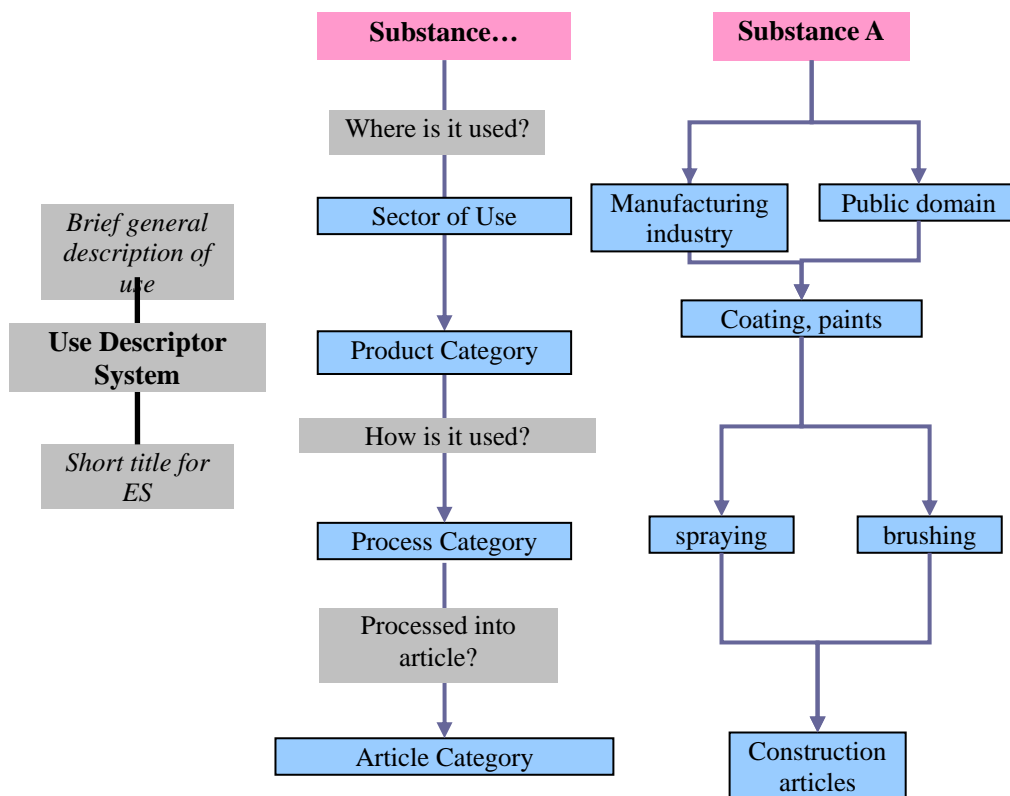 Brief general
description of
use
Use Descriptor
System
Short title for
ES
Substance…
Where is it used?
Sector of Use
Product Category
How is it used?
Process Category
Processed into
article?
Article Category
Substance A
Manufacturing
industry
Public domain
Coating, paints
spraying
brushing
Construction
articles